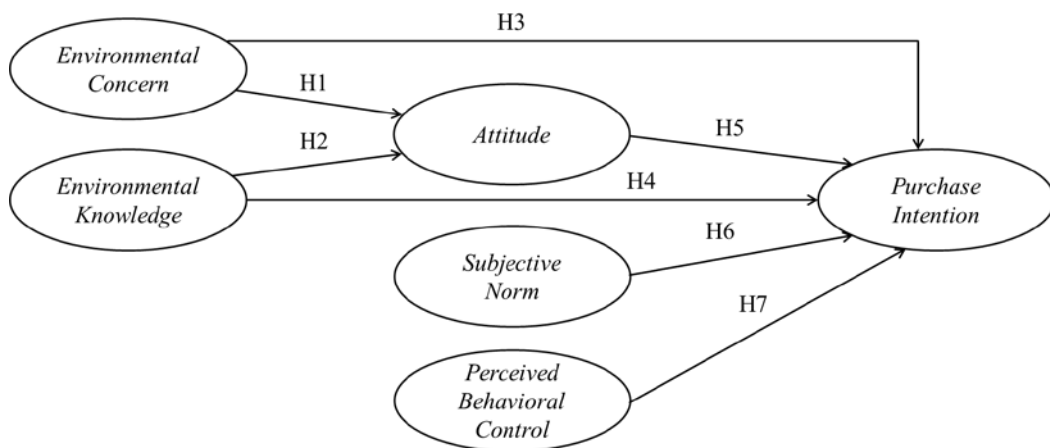 H3
Environmental
Concern
H1
Attitude
H5
H2
Environmental
Knowledge
H4
Purchase
Intention
H6
Subjective
Norm
H7
Perceived
Behavioral
Control